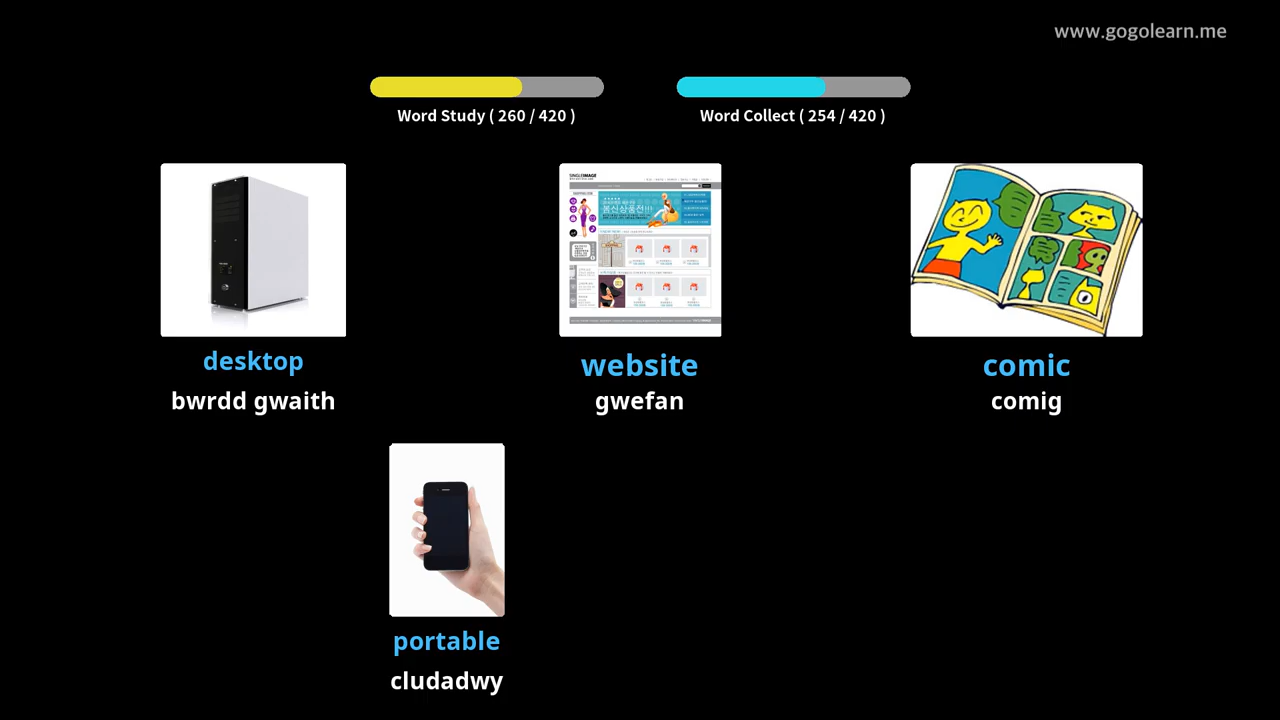 www.gogolearn.me
Word Study ( 260 / 420 )
Word Collect ( 254 / 420 )
desktop
website
comic
bwrdd gwaith
gwefan
comig
portable
cludadwy